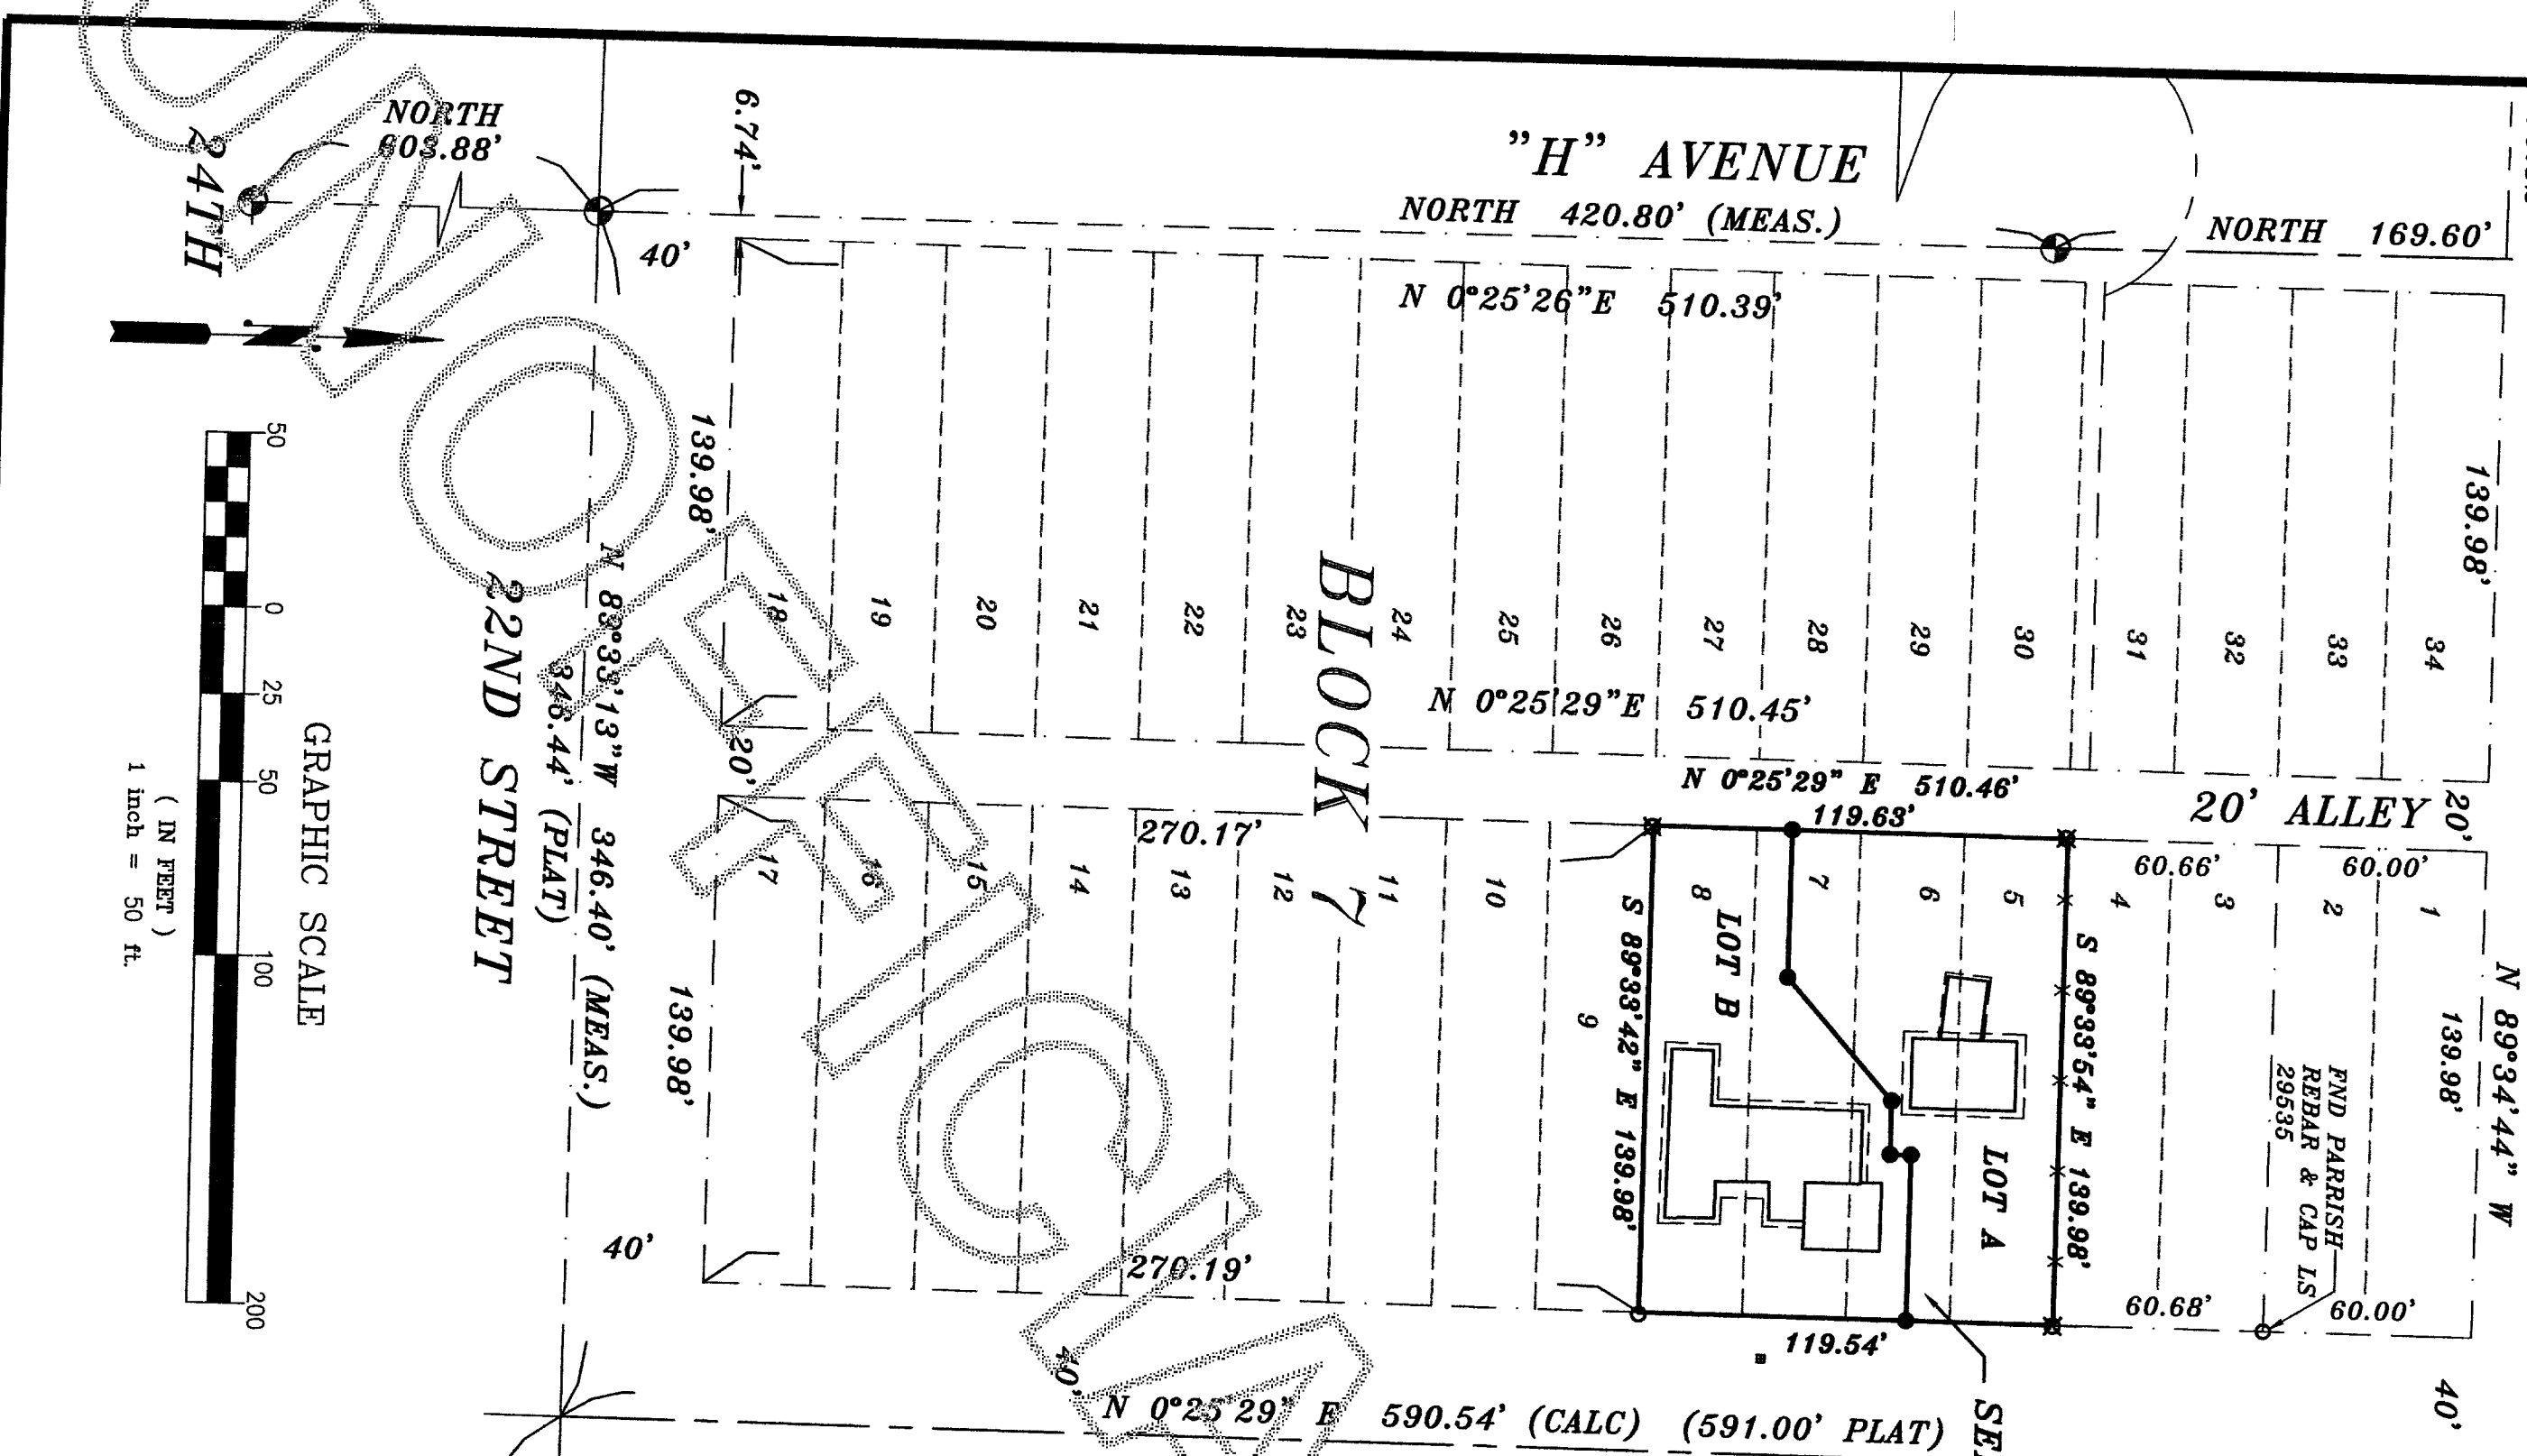 NORTH
603.88'
6.74'
"H" AVENUE
NORTH 420.80' (MEAS.)
NORTH 169.60'
24TH
40'
N 0°25'26"E 510.39'
139.98'
139.98'
18
19
20
21
22
23
24
25
26
27
28
29
30
31
32
33
34
BLOCK 7
N 0°25'29"E 510.45'
N 0°25'29" E 510.46'
20'
20' ALLEY
20'
119.63'
270.17'
60.66'
60.00'
17
16
15
14
13
12
11
10
9
8
7
6
5
4
3
2
1
LOT B
LOT A
S 89°33'42" E 139.98'
S 89°33'54" E 139.98'
N 89°34'44" W
139.98'
FND PARRISH
REBAR & CAP LS
29535
N 89°33'13"W 346.40' (MEAS.)
346.44' (PLAT)
22ND STREET
139.98'
40'
270.19'
119.54'
60.68'
60.00'
40'
40'
N 0°25'29" E 590.54' (CALC) (591.00' PLAT)
GRAPHIC SCALE
50
0
25
50
100
200
( IN FEET )
1 inch = 50 ft.
UNOFFICIA